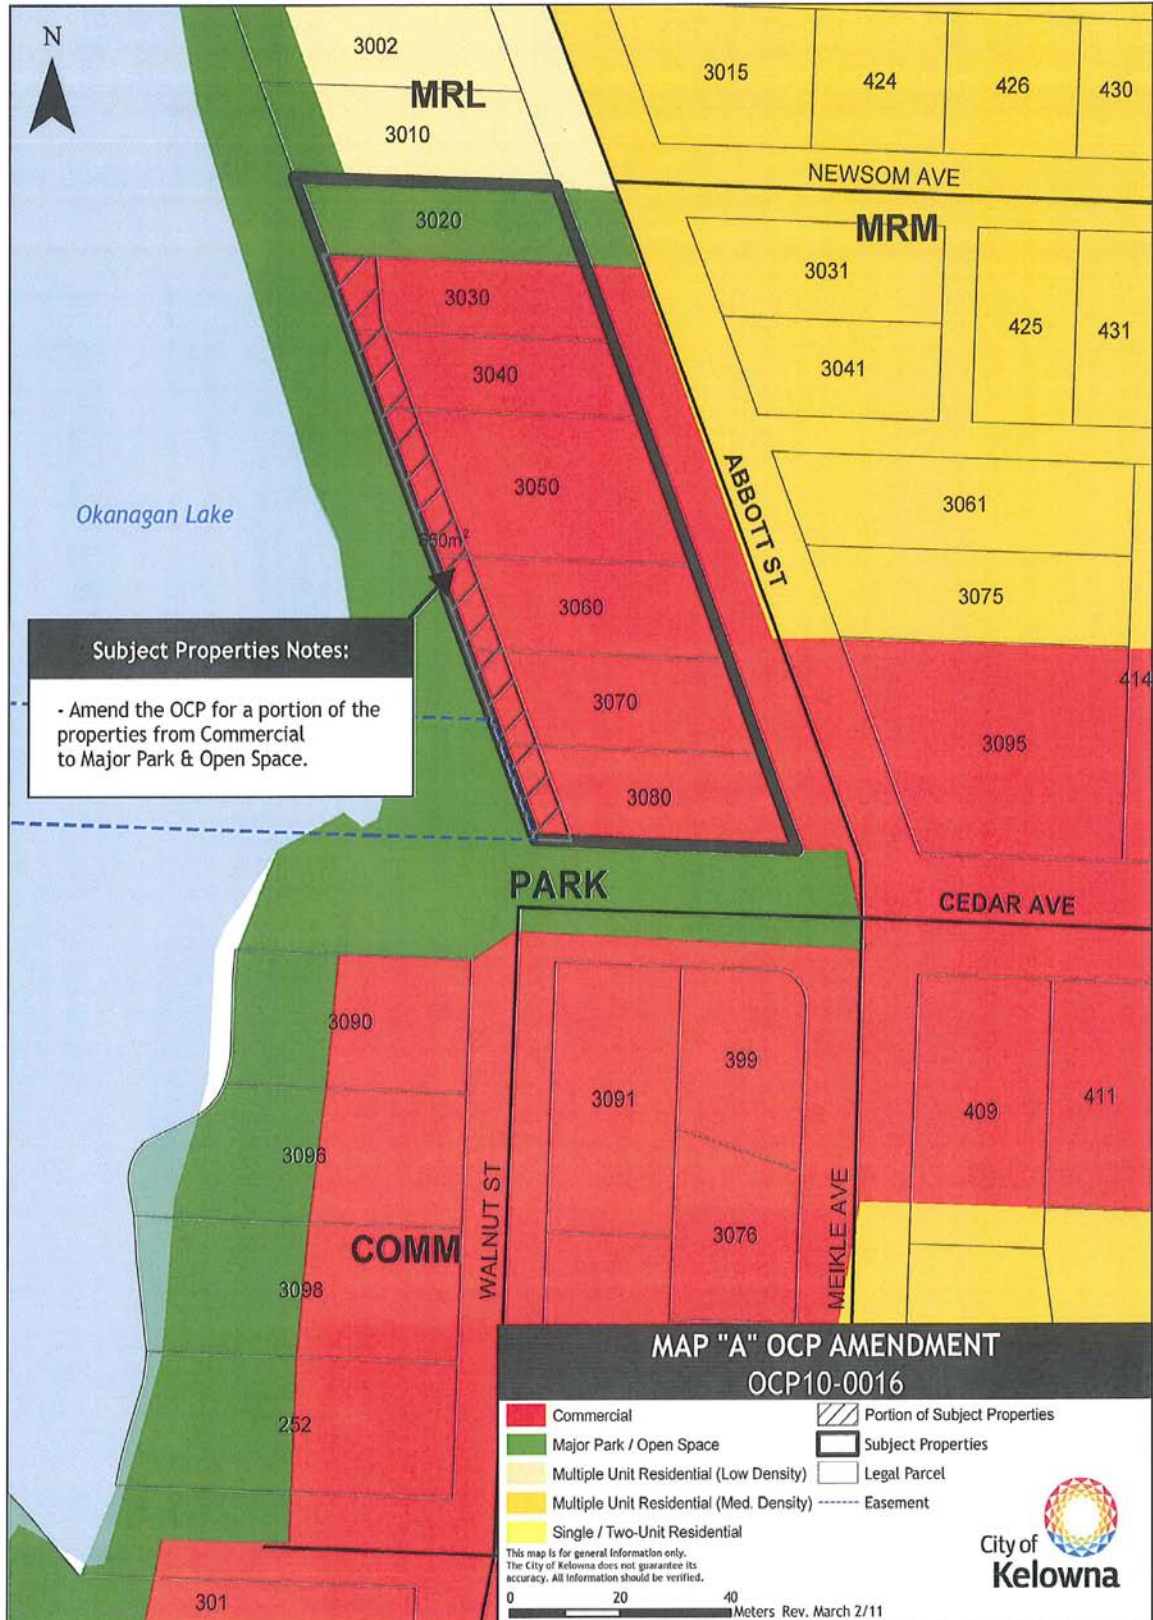 N
3002
MRL
3010
3015
424
426
430
NEWSOM AVE
3020
MRM
3031
425
431
3030
3041
3040
ABBOTT ST
3050
3061
Okanagan Lake
3060
3075
Subject Properties Notes:
- Amend the OCP for a portion of the
properties from Commercial
to Major Park & Open Space.
3070
414
3095
3080
PARK
CEDAR AVE
3090
399
3091
409
411
3096
WALNUT ST
MEIKLE AVE
3076
COMM
3098
252
301
MAP "A" OCP AMENDMENT
OCP10-0016
Commercial
Major Park / Open Space
Multiple Unit Residential (Low Density)
Multiple Unit Residential (Med. Density)
Single / Two-Unit Residential
Portion of Subject Properties
Subject Properties
Legal Parcel
Easement
This map is for general information only.
The City of Kelowna does not guarantee its
accuracy. All information should be verified.
0 20 40
Meters Rev. March 2/11
City of
Kelowna